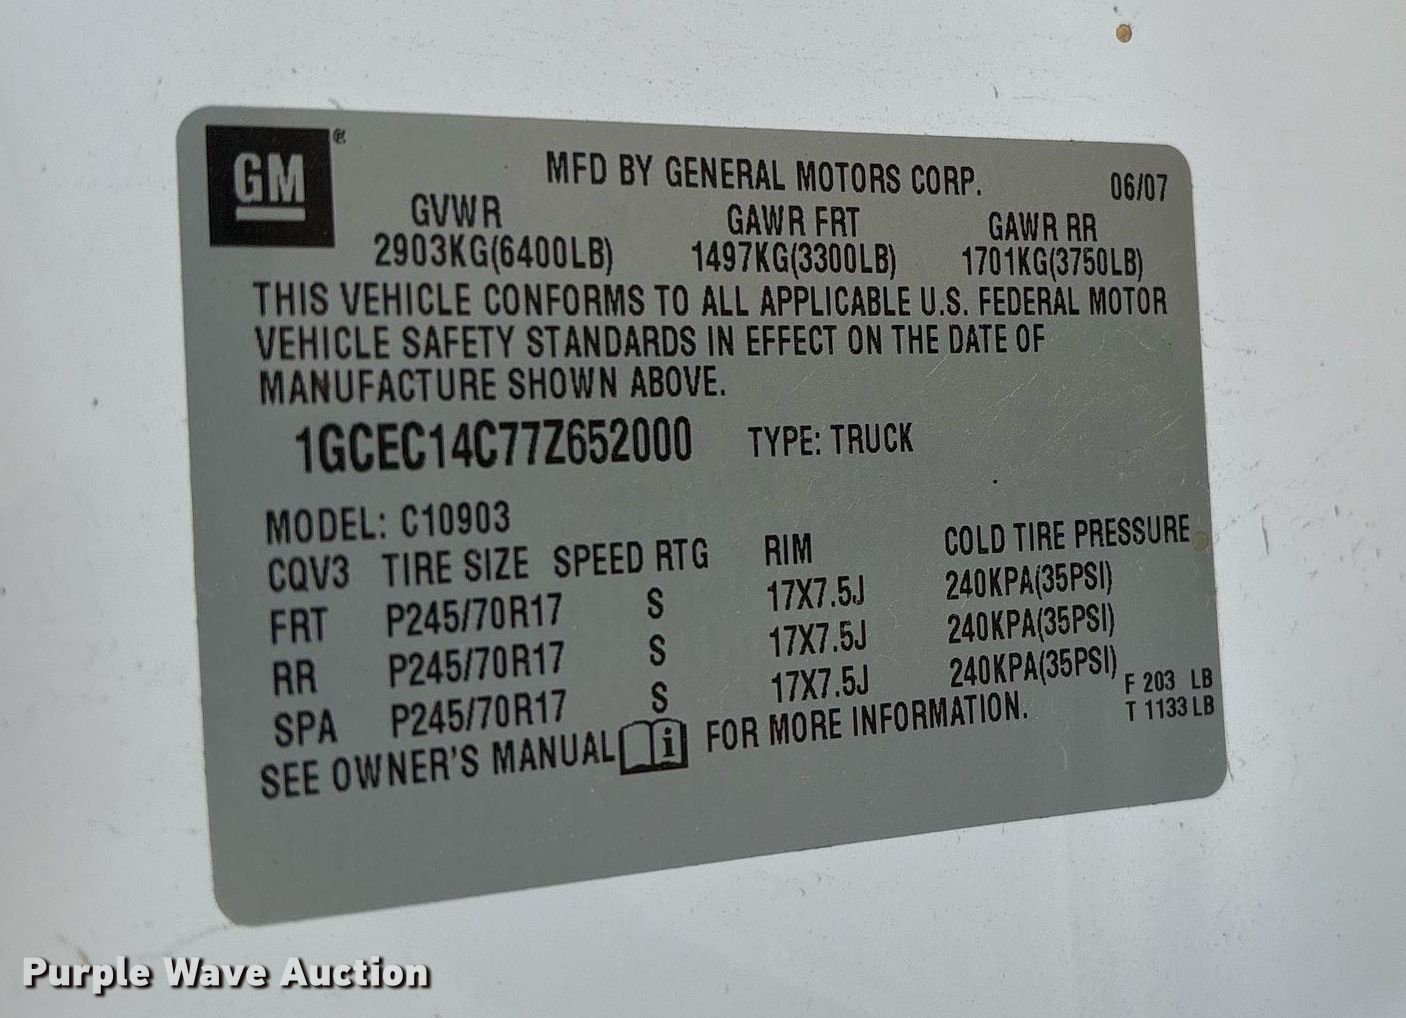 GM®
MFD BY GENERAL MOTORS CORP. 06/07
GVWR GAWR FRT GAWR RR
2903KG(6400LB) 1497KG(3300LB) 1701KG(3750LB)
THIS VEHICLE CONFORMS TO ALL APPLICABLE U.S. FEDERAL MOTOR
VEHICLE SAFETY STANDARDS IN EFFECT ON THE DATE OF
MANUFACTURE SHOWN ABOVE.
1GCEC14C77Z652000 TYPE: TRUCK
MODEL: C10903
CQV3 TIRE SIZE SPEED RTG RIM COLD TIRE PRESSURE
FRT P245/70R17 S 17X7.5J 240KPA(35PSI)
RR P245/70R17 S 17X7.5J 240KPA(35PSI)
SPA P245/70R17 S 17X7.5J 240KPA(35PSI)
SEE OWNER'S MANUAL i FOR MORE INFORMATION.
F 203 LB
T 1133 LB
Purple Wave Auction